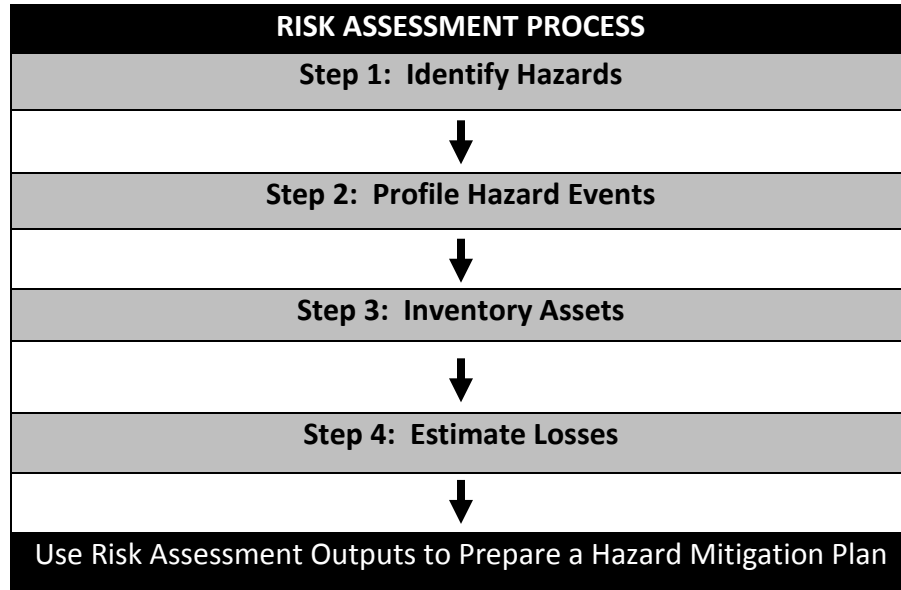 RISK ASSESSMENT PROCESS
Step 1:  Identify Hazards
Step 2:  Profile Hazard Events
Step 3:  Inventory Assets
Step 4:  Estimate Losses
Use Risk Assessment Outputs to Prepare a Hazard Mitigation Plan